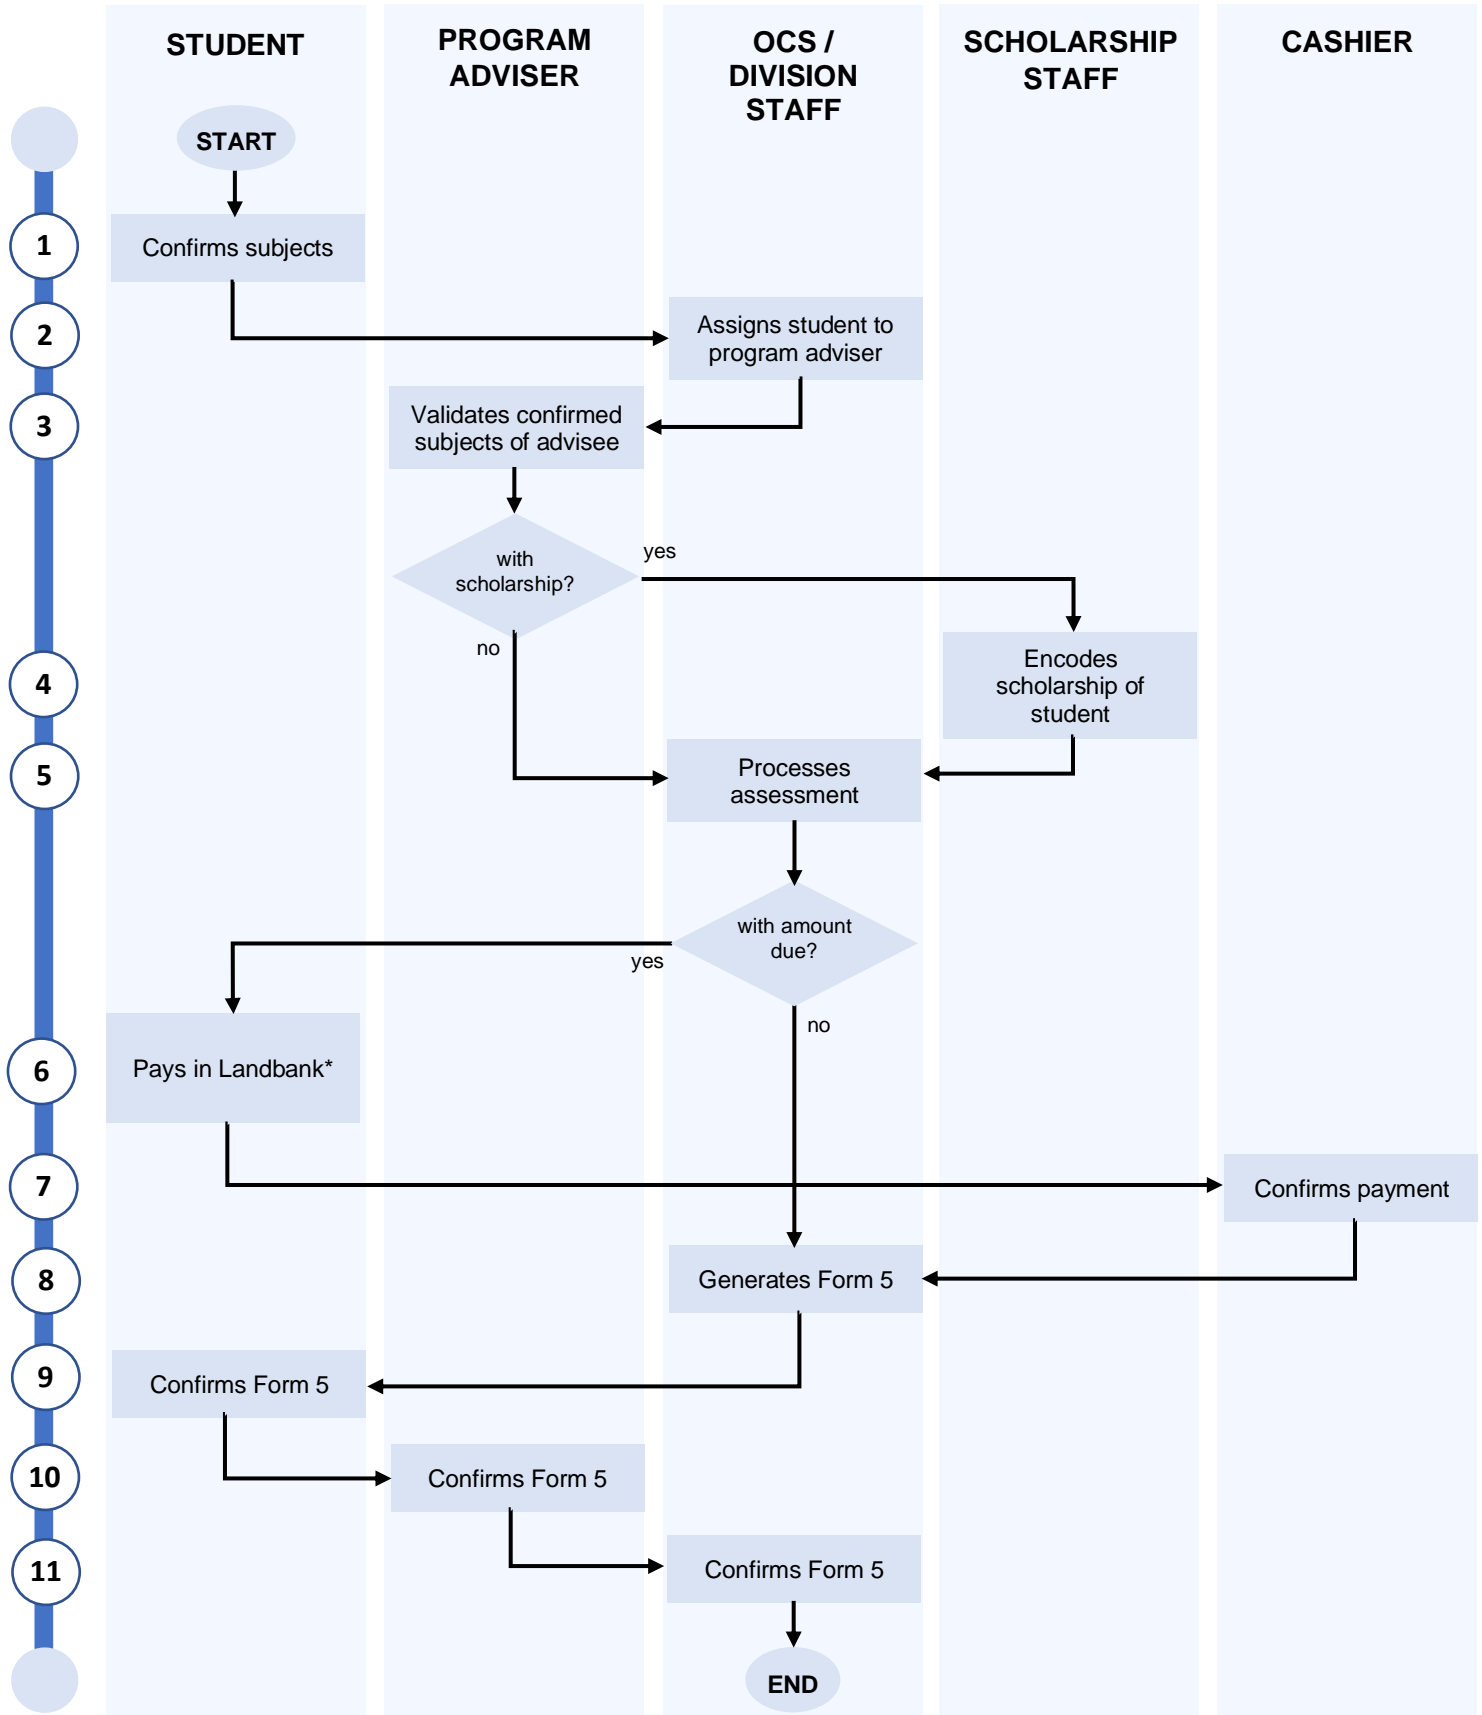 STUDENT
PROGRAM
ADVISER
OCS /
DIVISION
STAFF
SCHOLARSHIP
STAFF
CASHIER
START
1
Confirms subjects
2
Assigns student to
program adviser
3
Validates confirmed
subjects of advisee
with
scholarship?
yes
no
4
Encodes
scholarship of
student
5
Processes
assessment
with amount
due?
yes
no
6
Pays in Landbank*
7
Confirms payment
8
Generates Form 5
9
Confirms Form 5
10
Confirms Form 5
11
Confirms Form 5
END